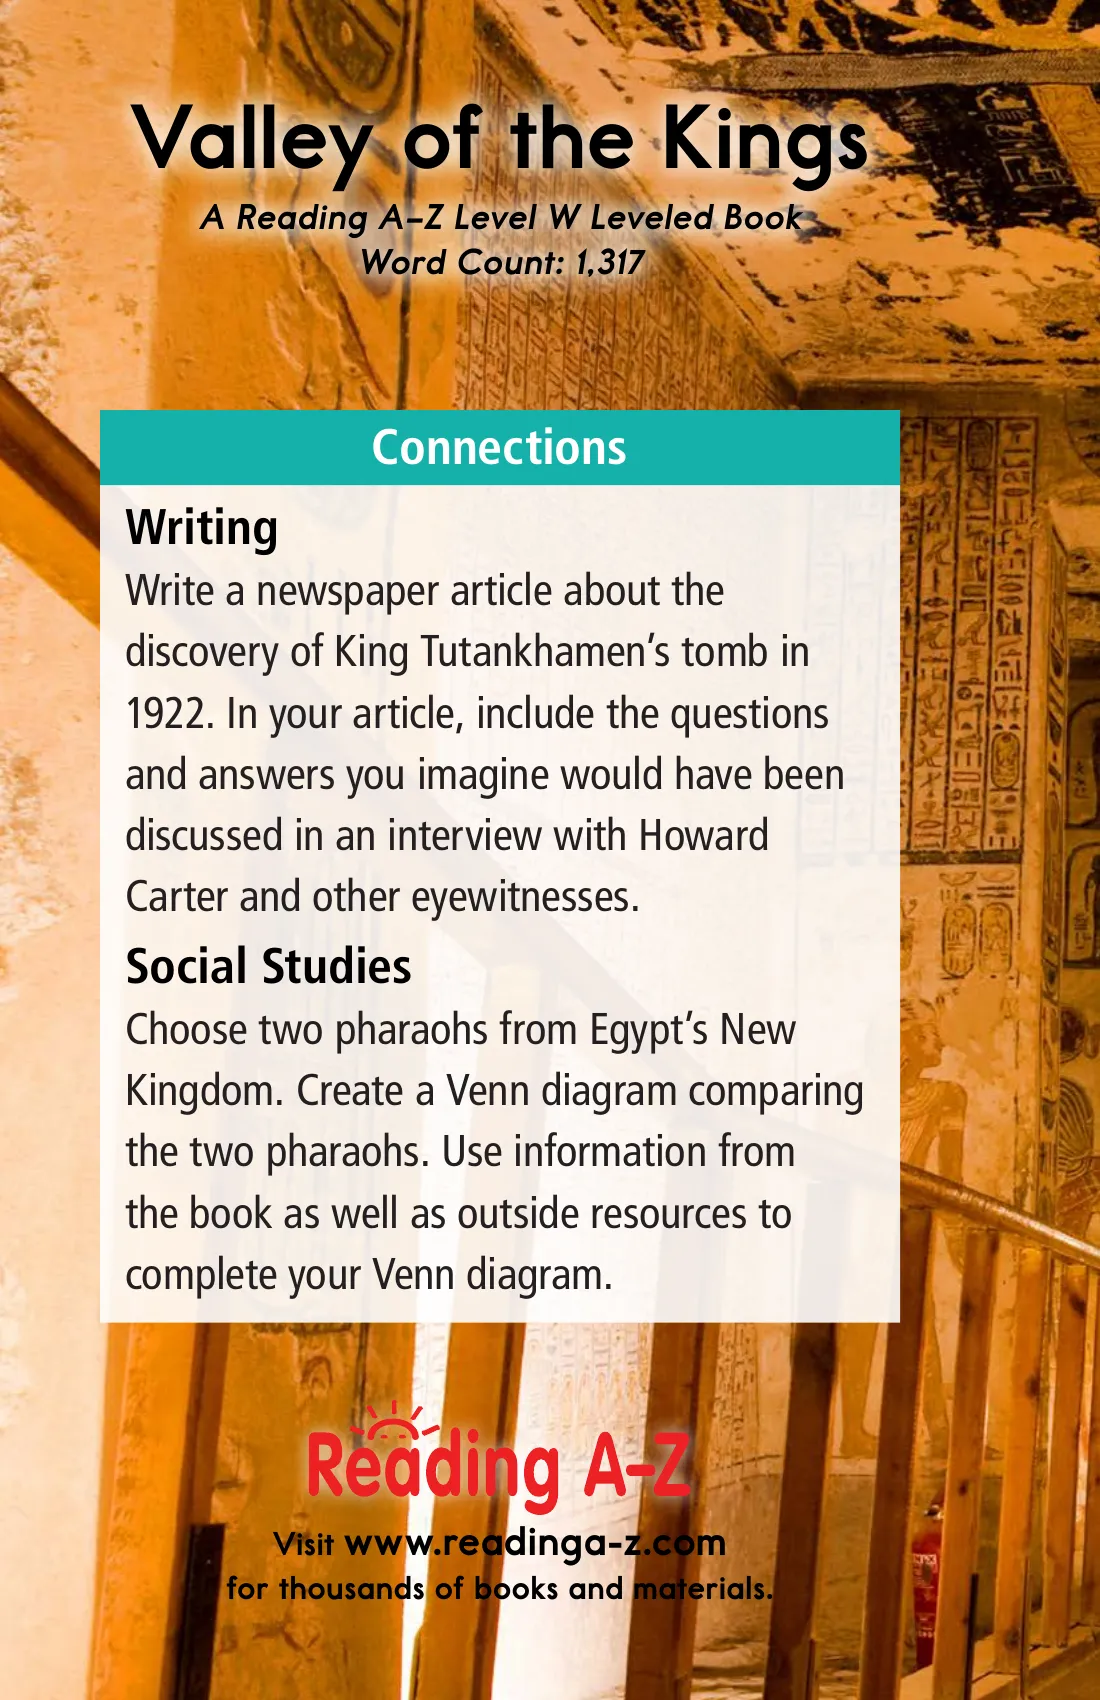 Valley of the Kings
A Reading A–Z Level W Leveled Book
Word Count: 1,317
Connections
Writing
Write a newspaper article about the
discovery of King Tutankhamen’s tomb in
1922. In your article, include the questions
and answers you imagine would have been
discussed in an interview with Howard
Carter and other eyewitnesses.
Social Studies
Choose two pharaohs from Egypt’s New
Kingdom. Create a Venn diagram comparing
the two pharaohs. Use information from
the book as well as outside resources to
complete your Venn diagram.
Reading A–Z
Visit www.readinga-z.com
for thousands of books and materials.